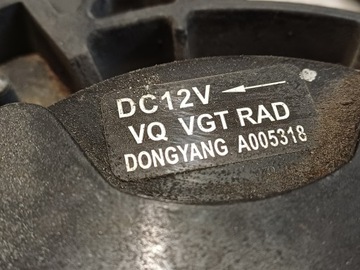 DC12V ←
VQ VGT RAD
DONGYANG A005318